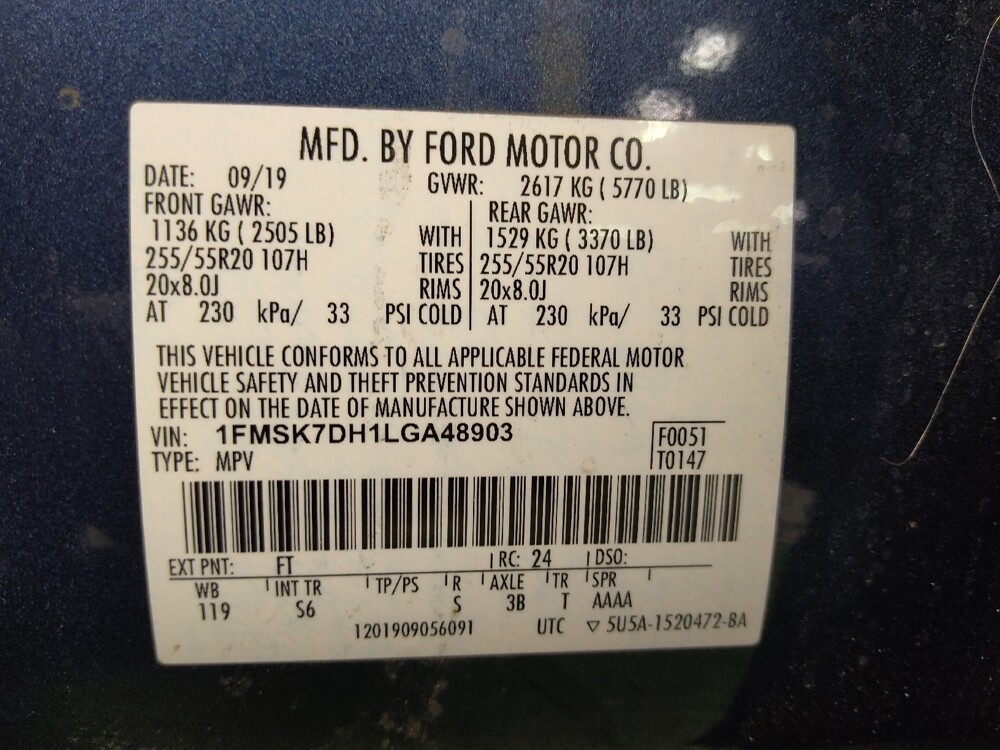 MFD. BY FORD MOTOR CO.
DATE: 09/19 GVWR: 2617 KG ( 5770 LB)
FRONT GAWR: REAR GAWR:
1136 KG ( 2505 LB) WITH 1529 KG ( 3370 LB) WITH
255/55R20 107H TIRES 255/55R20 107H TIRES
20x8.0J RIMS 20x8.0J RIMS
AT 230 kPa/ 33 PSI COLD AT 230 kPa/ 33 PSI COLD
THIS VEHICLE CONFORMS TO ALL APPLICABLE FEDERAL MOTOR
VEHICLE SAFETY AND THEFT PREVENTION STANDARDS IN
EFFECT ON THE DATE OF MANUFACTURE SHOWN ABOVE.
VIN: 1FMSK7DH1LGA48903 F0051
TYPE: MPV T0147
EXT PNT: FT RC: 24 DSO:
WB INT TR TP/PS R AXLE TR SPR
119 S6 S 3B T AAAA
1201909056091 UTC ▽ 5U5A-1520472-BA